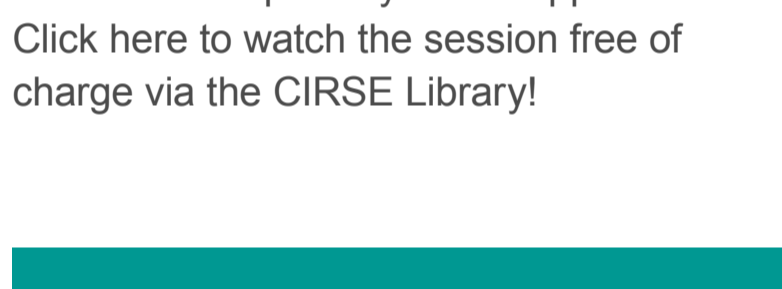 Click here to watch the session free of
charge via the CIRSE Library!